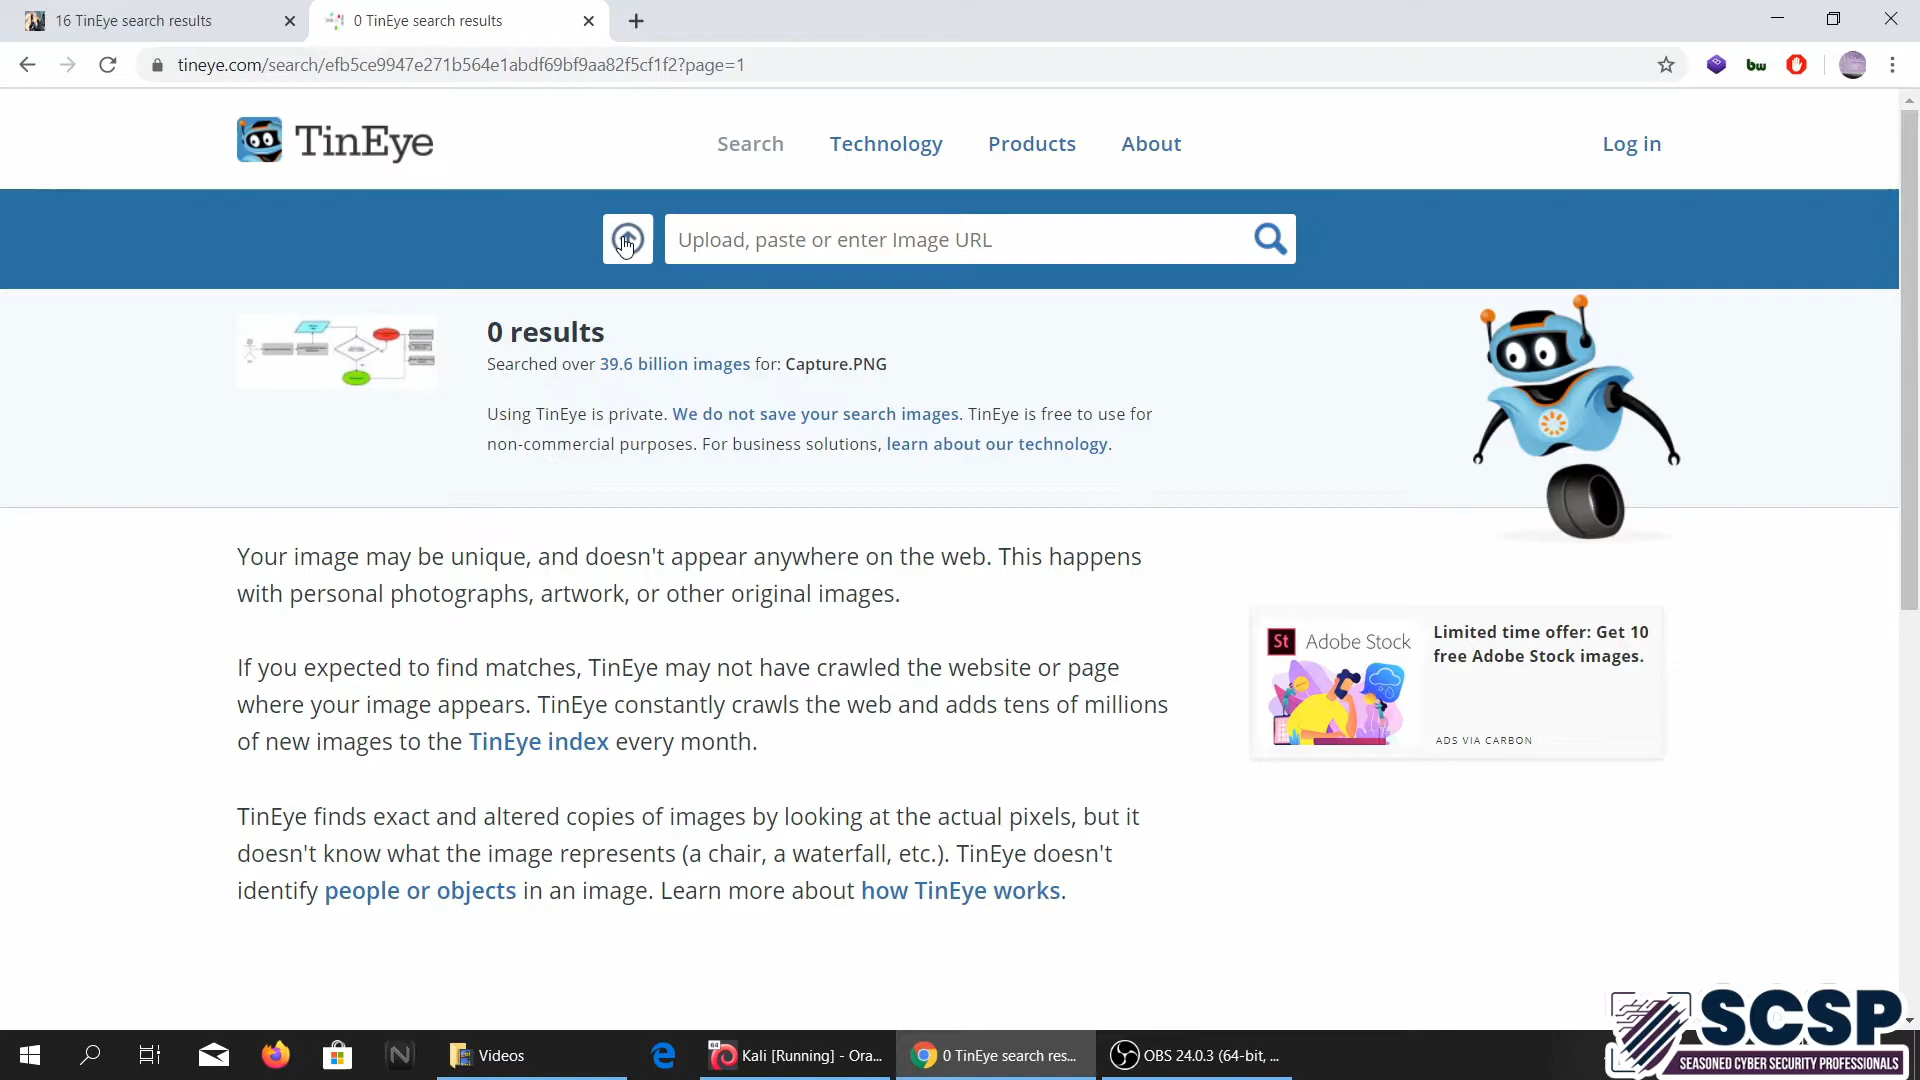 16 TinEye search results
0 TinEye search results
tineye.com/search/efb5ce9947e271b564e1abdf69bf9aa82f5cf1f2?page=1
bw
TinEye
Search
Technology
Products
About
Log in
Upload, paste or enter Image URL
0 results
Searched over 39.6 billion images for: Capture.PNG
Using TinEye is private. We do not save your search images. TinEye is free to use for
non-commercial purposes. For business solutions, learn about our technology.
Your image may be unique, and doesn't appear anywhere on the web. This happens
with personal photographs, artwork, or other original images.
If you expected to find matches, TinEye may not have crawled the website or page
where your image appears. TinEye constantly crawls the web and adds tens of millions
of new images to the TinEye index every month.
TinEye finds exact and altered copies of images by looking at the actual pixels, but it
doesn't know what the image represents (a chair, a waterfall, etc.). TinEye doesn't
identify people or objects in an image. Learn more about how TinEye works.
St Adobe Stock
Limited time offer: Get 10
free Adobe Stock images.
ADS VIA CARBON
Videos
64
Kali [Running] - Ora...
0 TinEye search res...
OBS 24.0.3 (64-bit, ...
SCSP
SEASONED CYBER SECURITY PROFESSIONALS